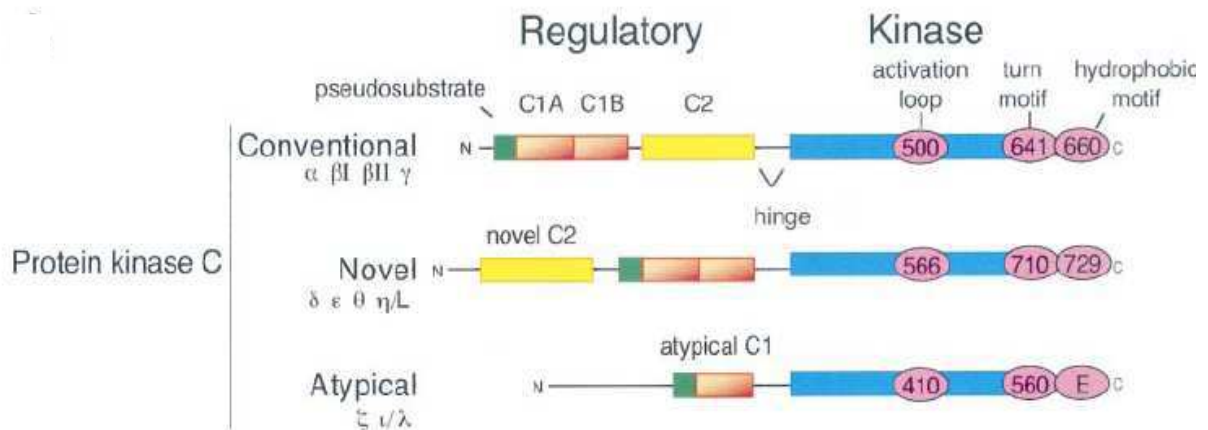 Regulatory Kinase
activation loop turn motif hydrophobic motif
pseudosubstrate C1A C1B C2
Conventional N 500 641 660 C
α βI βII γ
hinge
novel C2
Protein kinase C
Novel N 566 710 729 C
δ ε θ η/L
atypical C1
Atypical N 410 560 E C
ζ ι/λ